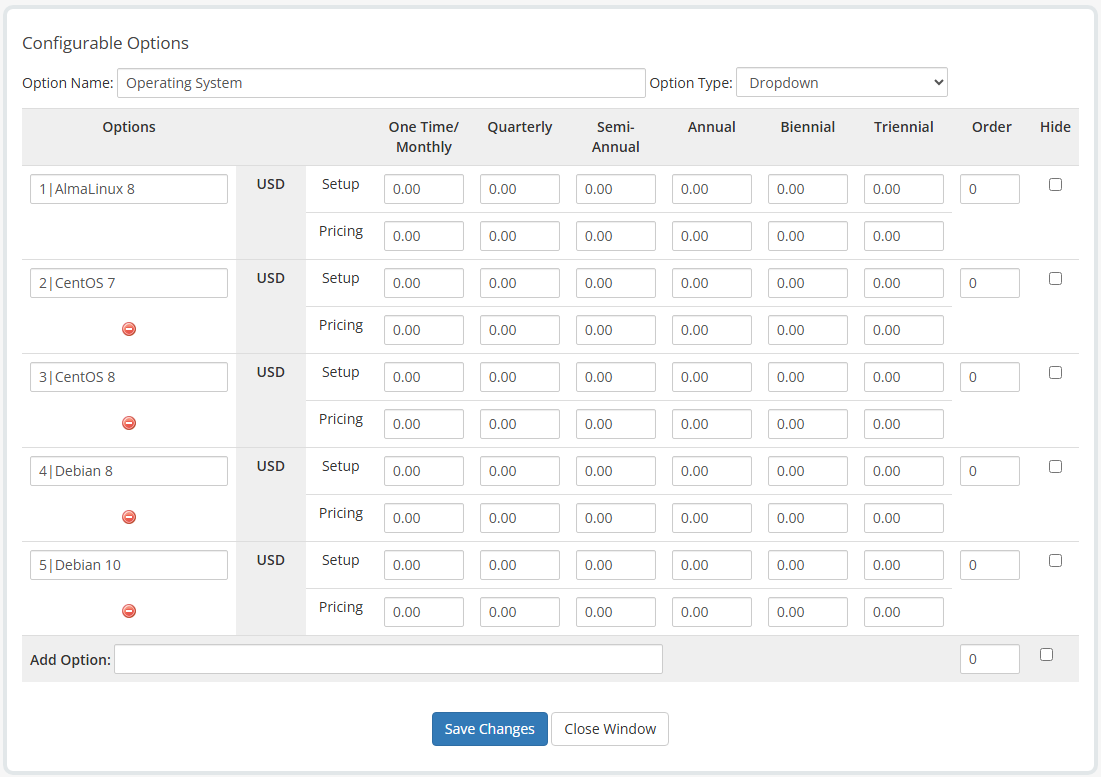 Configurable Options
Option Name: Operating System Option Type: Dropdown
Options One Time/ Monthly Quarterly Semi- Annual Annual Biennial Triennial Order Hide
1|AlmaLinux 8 USD Setup 0.00 0.00 0.00 0.00 0.00 0.00 0
Pricing 0.00 0.00 0.00 0.00 0.00 0.00
2|CentOS 7 USD Setup 0.00 0.00 0.00 0.00 0.00 0.00 0
Pricing 0.00 0.00 0.00 0.00 0.00 0.00
3|CentOS 8 USD Setup 0.00 0.00 0.00 0.00 0.00 0.00 0
Pricing 0.00 0.00 0.00 0.00 0.00 0.00
4|Debian 8 USD Setup 0.00 0.00 0.00 0.00 0.00 0.00 0
Pricing 0.00 0.00 0.00 0.00 0.00 0.00
5|Debian 10 USD Setup 0.00 0.00 0.00 0.00 0.00 0.00 0
Pricing 0.00 0.00 0.00 0.00 0.00 0.00
Add Option: 0
Save Changes Close Window